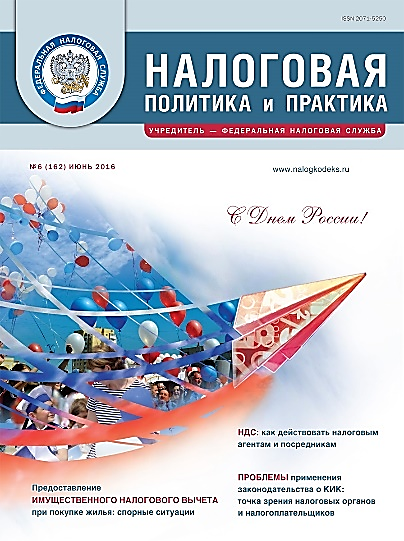 ISSN 2071-5250
ФЕДЕРАЛЬНАЯ НАЛОГОВАЯ СЛУЖБА
НАЛОГОВАЯ
ПОЛИТИКА и ПРАКТИКА
УЧРЕДИТЕЛЬ — ФЕДЕРАЛЬНАЯ НАЛОГОВАЯ СЛУЖБА
№6 (162) ИЮНЬ 2016
www.nalogkodeks.ru
С Днем России!
НДС: как действовать налоговым
агентам и посредникам
Предоставление
ИМУЩЕСТВЕННОГО НАЛОГОВОГО ВЫЧЕТА
при покупке жилья: спорные ситуации
ПРОБЛЕМЫ применения
законодательства о КИК:
точка зрения налоговых органов
и налогоплательщиков